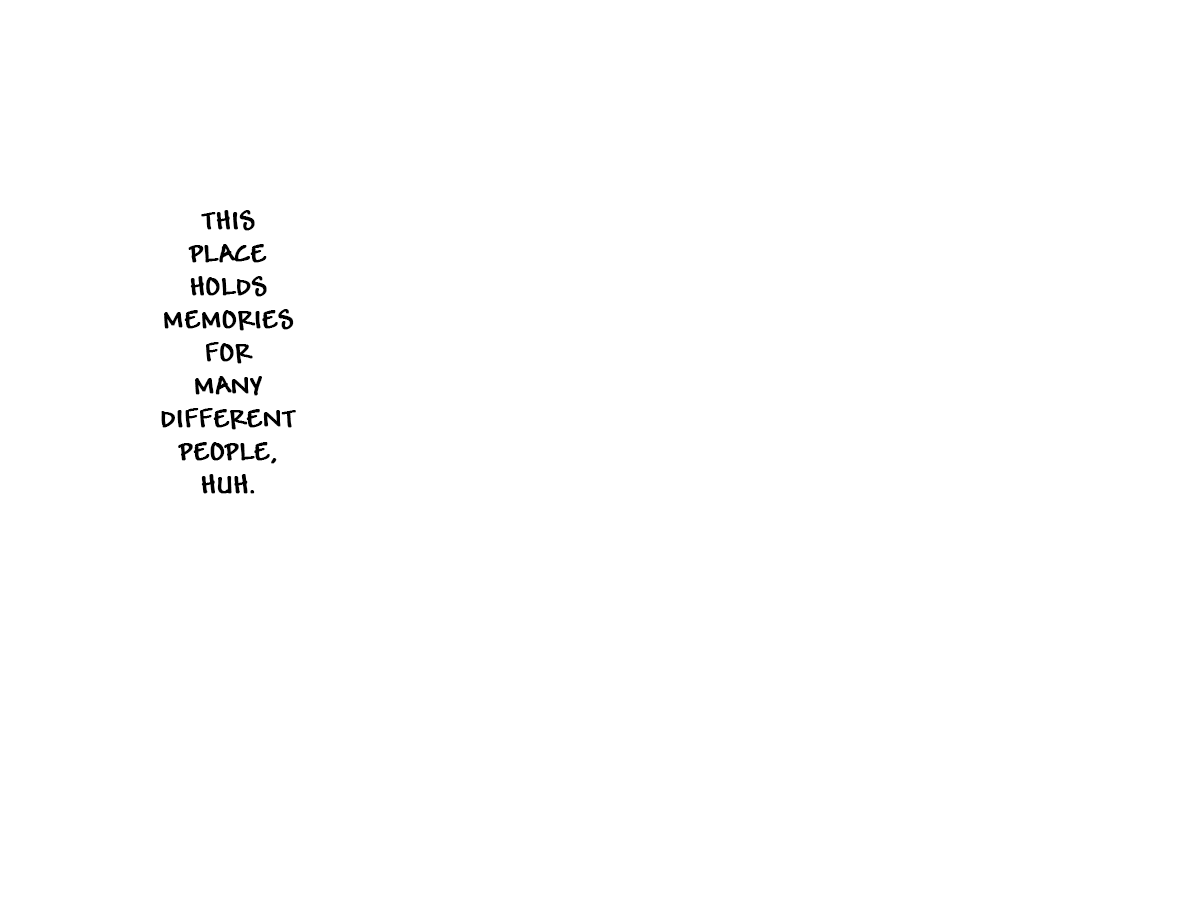 THIS
PLACE
HOLDS
MEMORIES
FOR
MANY
DIFFERENT
PEOPLE,
HUH.